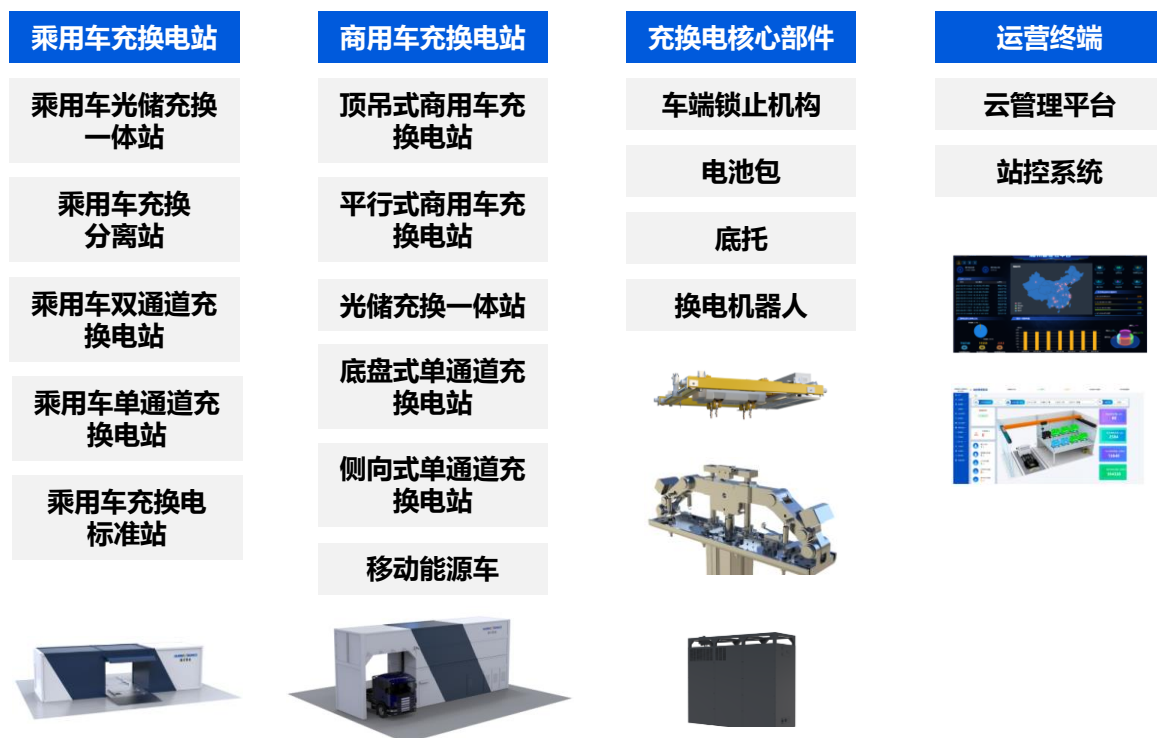 乘用车充换电站
乘用车光储充换
一体站
乘用车充换
分离站
乘用车双通道充
换电站
乘用车单通道充
换电站
乘用车充换电
标准站
商用车充换电站
顶吊式商用车充
换电站
平行式商用车充
换电站
光储充换一体站
底盘式单通道充
换电站
侧向式单通道充
换电站
移动能源车
充换电核心部件
车端锁止机构
电池包
底托
换电机器人
运营终端
云管理平台
站控系统